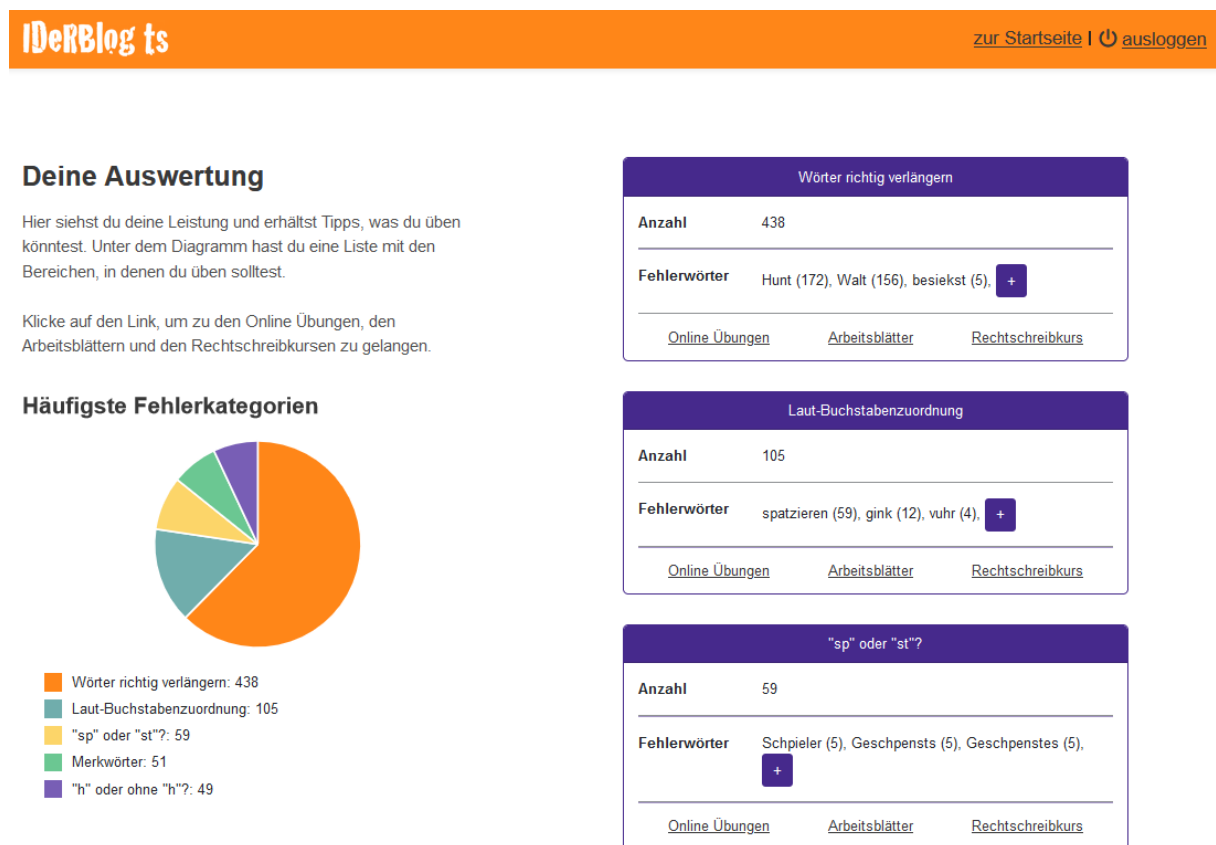 IDeRBlog ts
zur Startseite | ausloggen
Deine Auswertung
Hier siehst du deine Leistung und erhältst Tipps, was du üben
könntest. Unter dem Diagramm hast du eine Liste mit den
Bereichen, in denen du üben solltest.
Klicke auf den Link, um zu den Online Übungen, den
Arbeitsblättern und den Rechtschreibkursen zu gelangen.
Häufigste Fehlerkategorien
Wörter richtig verlängern: 438
Laut-Buchstabenzuordnung: 105
"sp" oder "st"?: 59
Merkwörter: 51
"h" oder ohne "h"?: 49
Wörter richtig verlängern
Anzahl 438
Fehlerwörter Hunt (172), Walt (156), besiekst (5), +
Online Übungen Arbeitsblätter Rechtschreibkurs
Laut-Buchstabenzuordnung
Anzahl 105
Fehlerwörter spatzieren (59), gink (12), vuhr (4), +
Online Übungen Arbeitsblätter Rechtschreibkurs
"sp" oder "st"?
Anzahl 59
Fehlerwörter Schpieler (5), Geschpensts (5), Geschpenstes (5),
+
Online Übungen Arbeitsblätter Rechtschreibkurs